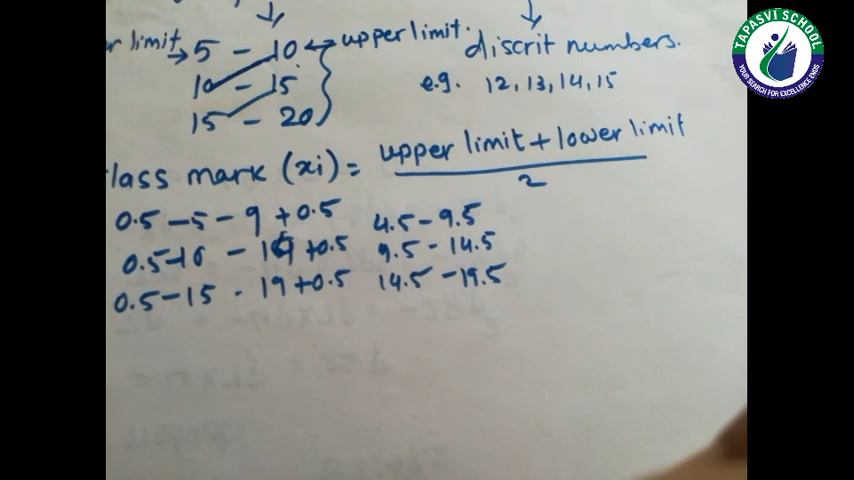 r limit → 5 – 10 ← upper limit. discrit numbers.
10 – 15 e.g. 12, 13, 14, 15
15 – 20
lass mark (xi) = upper limit + lower limit
2
0.5 – 5 – 9 + 0.5 4.5 – 9.5
0.5 – 10 – 14 + 0.5 9.5 – 14.5
0.5 – 15 – 19 + 0.5 14.5 – 19.5
TAPASVI SCHOOL
YOUR SEARCH FOR EXCELLENCE ENDS